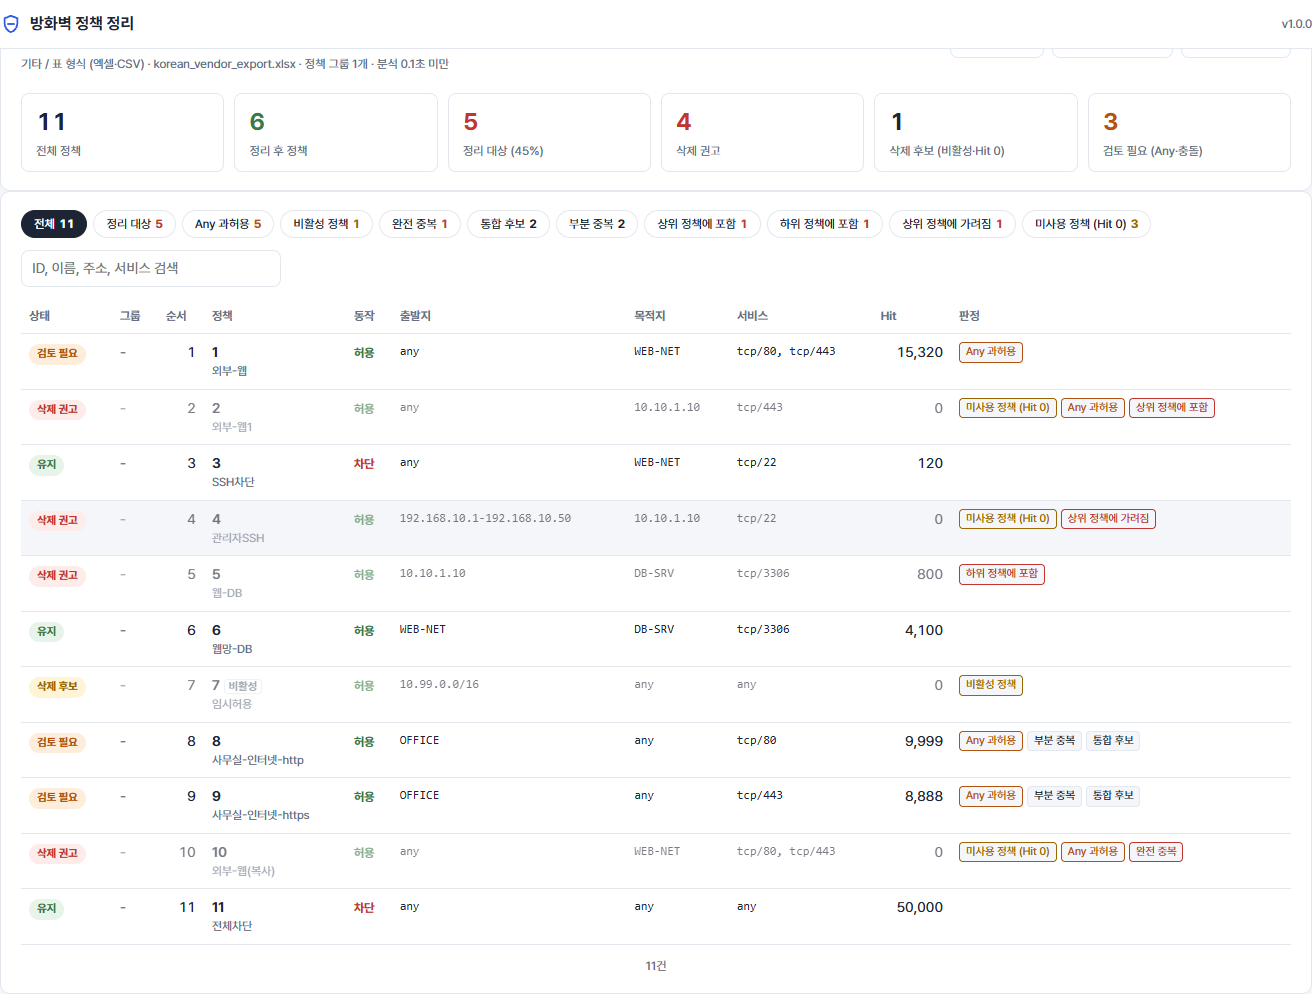 방화벽 정책 정리
v1.0.0
기타 / 표 형식 (엑셀·CSV) · korean_vendor_export.xlsx · 정책 그룹 1개 · 분석 0.1초 미만
11
전체 정책
6
정리 후 정책
5
정리 대상 (45%)
4
삭제 권고
1
삭제 후보 (비활성·Hit 0)
3
검토 필요 (Any·충돌)
전체 11 정리 대상 5 Any 과허용 5 비활성 정책 1 완전 중복 1 통합 후보 2 부분 중복 2 상위 정책에 포함 1 하위 정책에 포함 1 상위 정책에 가려짐 1 미사용 정책 (Hit 0) 3
ID, 이름, 주소, 서비스 검색
상태 그룹 순서 정책 동작 출발지 목적지 서비스 Hit 판정
검토 필요 - 1 1 허용 any WEB-NET tcp/80, tcp/443 15,320 Any 과허용
외부-웹
삭제 권고 - 2 2 허용 any 10.10.1.10 tcp/443 0 미사용 정책 (Hit 0) Any 과허용 상위 정책에 포함
외부-웹1
유지 - 3 3 차단 any WEB-NET tcp/22 120
SSH차단
삭제 권고 - 4 4 허용 192.168.10.1-192.168.10.50 10.10.1.10 tcp/22 0 미사용 정책 (Hit 0) 상위 정책에 가려짐
관리자SSH
삭제 권고 - 5 5 허용 10.10.1.10 DB-SRV tcp/3306 800 하위 정책에 포함
웹-DB
유지 - 6 6 허용 WEB-NET DB-SRV tcp/3306 4,100
웹망-DB
삭제 후보 - 7 7 비활성 허용 10.99.0.0/16 any any 0 비활성 정책
임시허용
검토 필요 - 8 8 허용 OFFICE any tcp/80 9,999 Any 과허용 부분 중복 통합 후보
사무실-인터넷-http
검토 필요 - 9 9 허용 OFFICE any tcp/443 8,888 Any 과허용 부분 중복 통합 후보
사무실-인터넷-https
삭제 권고 - 10 10 허용 any WEB-NET tcp/80, tcp/443 0 미사용 정책 (Hit 0) Any 과허용 완전 중복
외부-웹(복사)
유지 - 11 11 차단 any any any 50,000
전체차단
11건